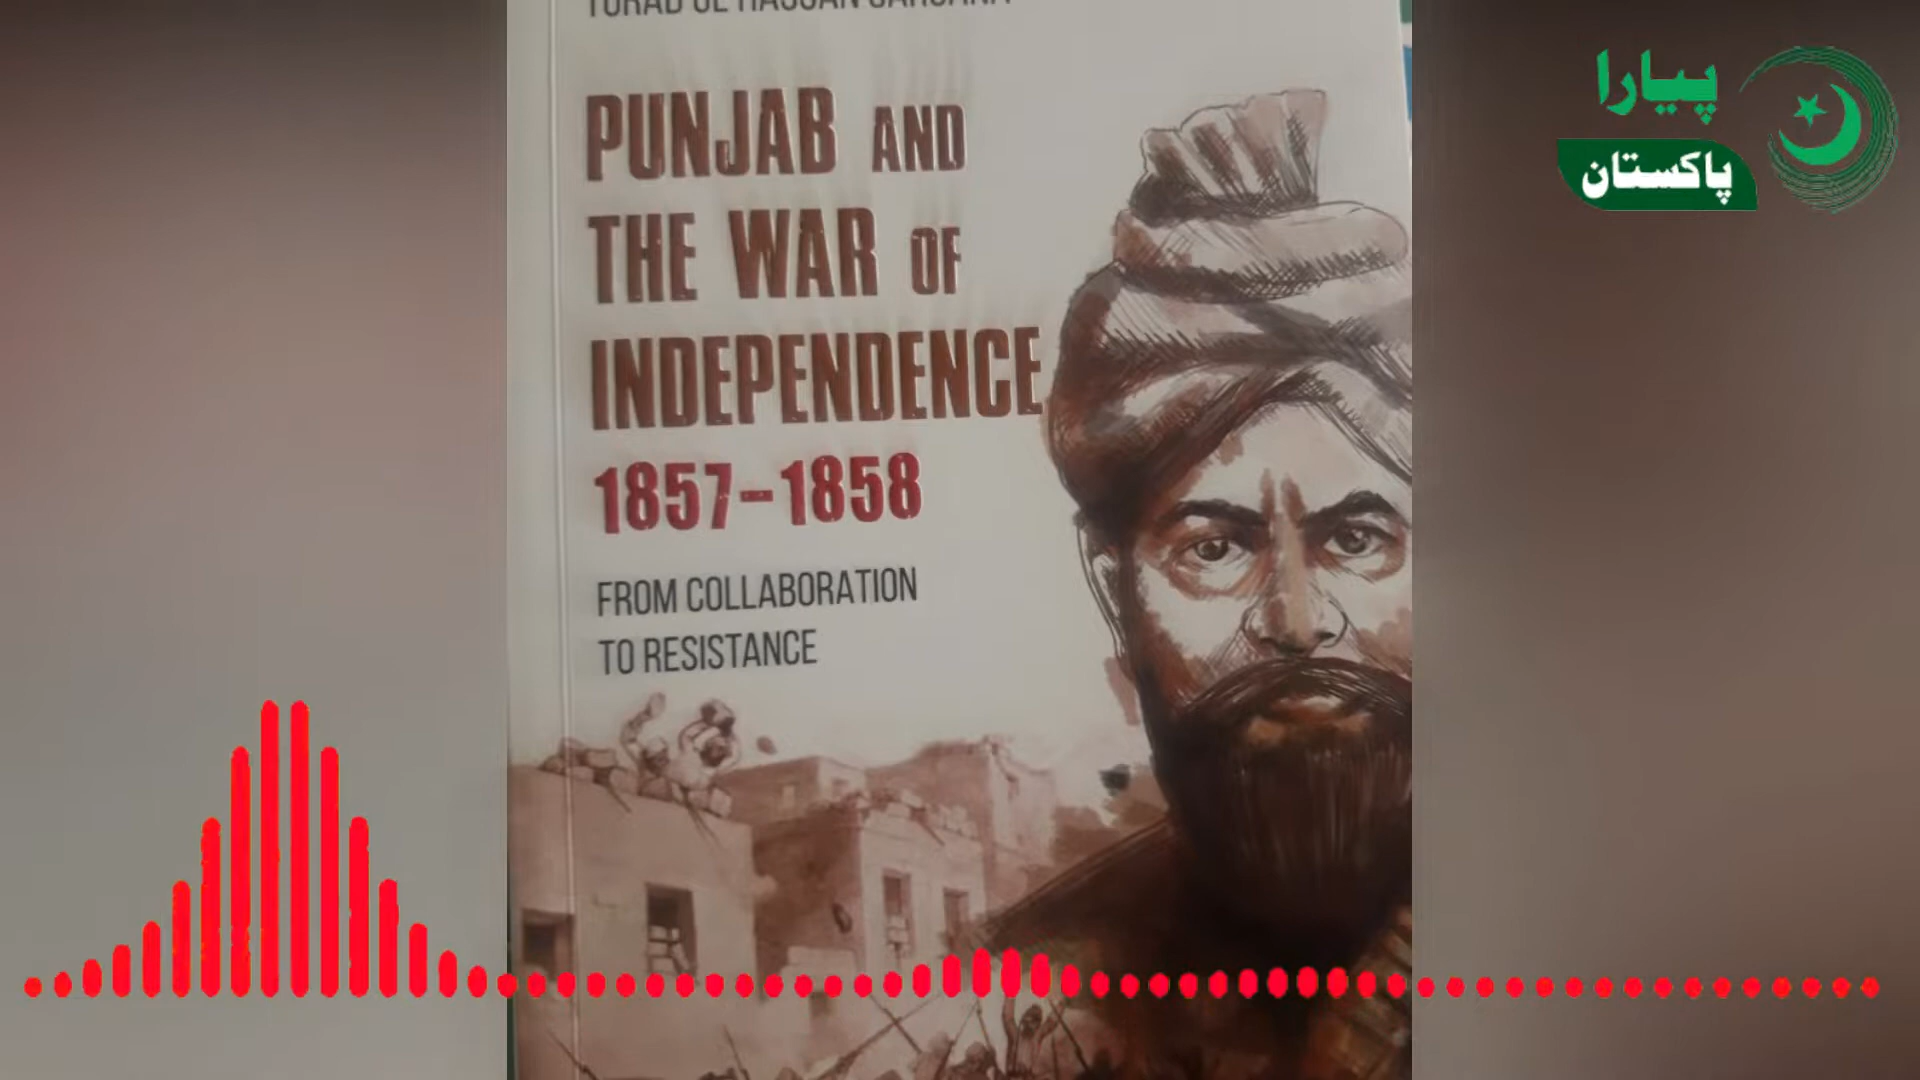 PUNJAB AND
THE WAR OF
INDEPENDENCE
1857-1858
FROM COLLABORATION
TO RESISTANCE
پیارا
پاکستان